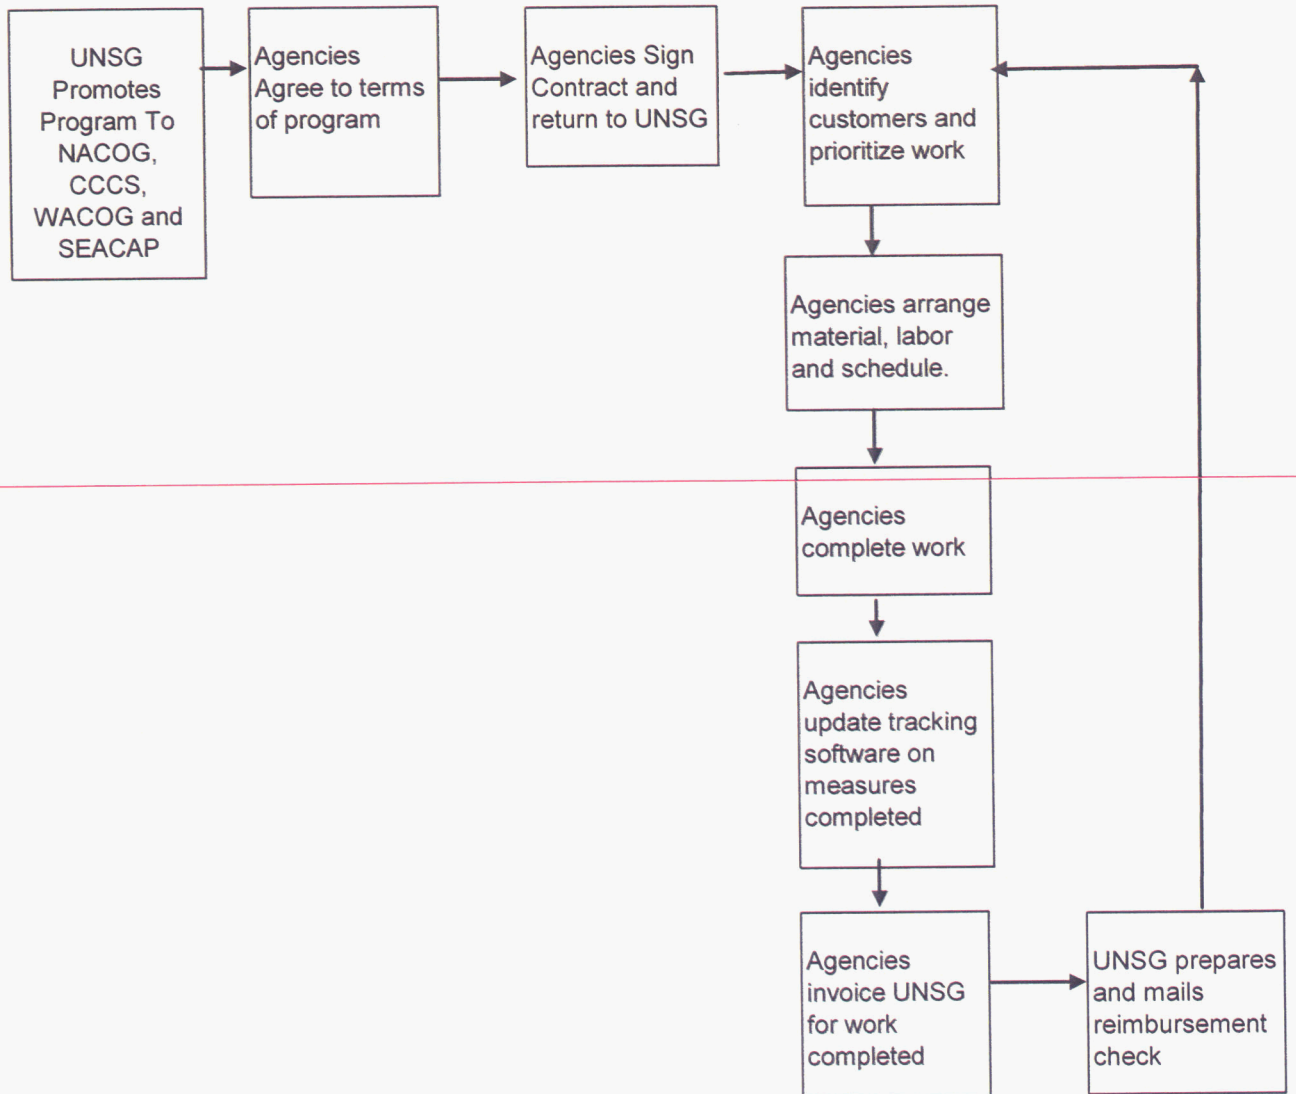 UNSG
Promotes
Program To
NACOG,
CCCS,
WACOG and
SEACAP
Agencies
Agree to terms
of program
Agencies Sign
Contract and
return to UNSG
Agencies
identify
customers and
prioritize work
Agencies arrange
material, labor
and schedule.
Agencies
complete work
Agencies
update tracking
software on
measures
completed
Agencies
invoice UNSG
for work
completed
UNSG prepares
and mails
reimbursement
check